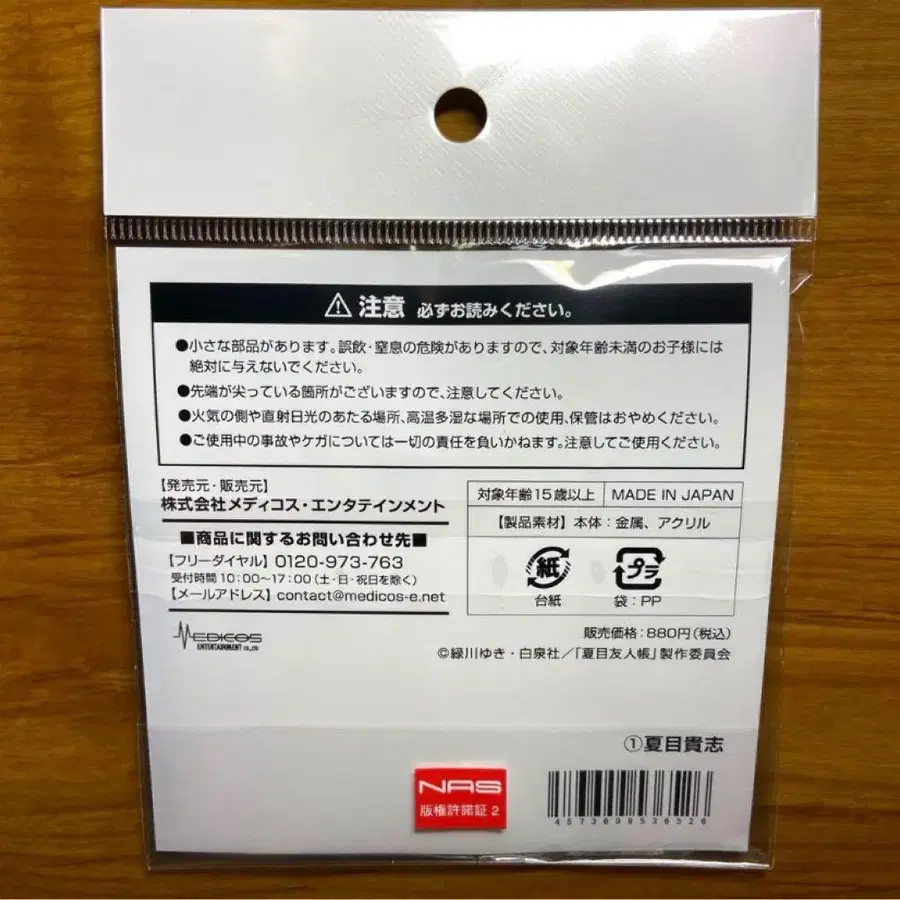 ⚠注意 必ずお読みください。
●小さな部品があります。誤飲・窒息の危険がありますので、対象年齢未満のお子様には
絶対に与えないでください。
●先端が尖っている箇所がございますので、注意してください。
●火気の側や直射日光のあたる場所、高温多湿な場所での使用、保管はおやめください。
●ご使用中の事故やケガについては一切の責任を負いかねます。注意してご使用ください。
【発売元・販売元】
株式会社メディコス・エンタテインメント
■商品に関するお問い合わせ先■
【フリーダイヤル】0120-973-763
受付時間 10:00〜17:00(土・日・祝日を除く)
【メールアドレス】contact@medicos-e.net
MEDICOS
ENTERTAINMENT CO.,LTD
対象年齢15歳以上 MADE IN JAPAN
【製品素材】本体:金属、アクリル
紙 プラ
台紙 袋:PP
販売価格:880円(税込)
©緑川ゆき・白泉社/「夏目友人帳」製作委員会
①夏目貴志
NAS
版権許諾証 2
4573699536526